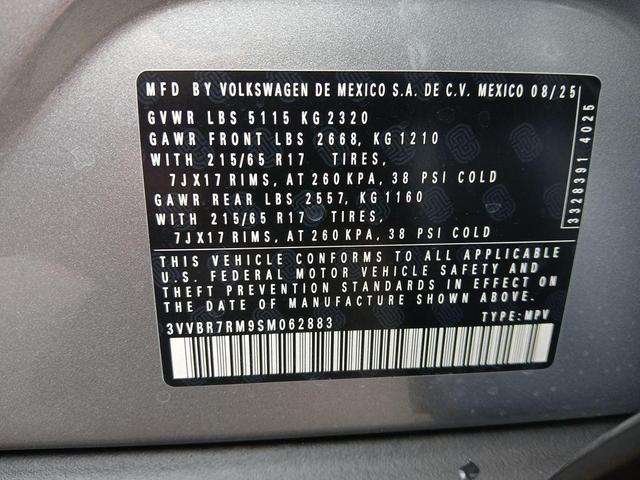 MFD BY VOLKSWAGEN DE MEXICO S.A. DE C.V. MEXICO 08/25
GVWR LBS 5115 KG 2320
GAWR FRONT LBS 2668, KG 1210
WITH 215/65 R17 TIRES,
7JX17 RIMS, AT 260 KPA, 38 PSI COLD
GAWR REAR LBS 2557, KG 1160
WITH 215/65 R17 TIRES,
7JX17 RIMS, AT 260 KPA, 38 PSI COLD
3328391 4025
THIS VEHICLE CONFORMS TO ALL APPLICABLE
U.S. FEDERAL MOTOR VEHICLE SAFETY AND
THEFT PREVENTION STANDARDS IN EFFECT ON
THE DATE OF MANUFACTURE SHOWN ABOVE.
3VVBR7RM9SM062883 TYPE: MPV